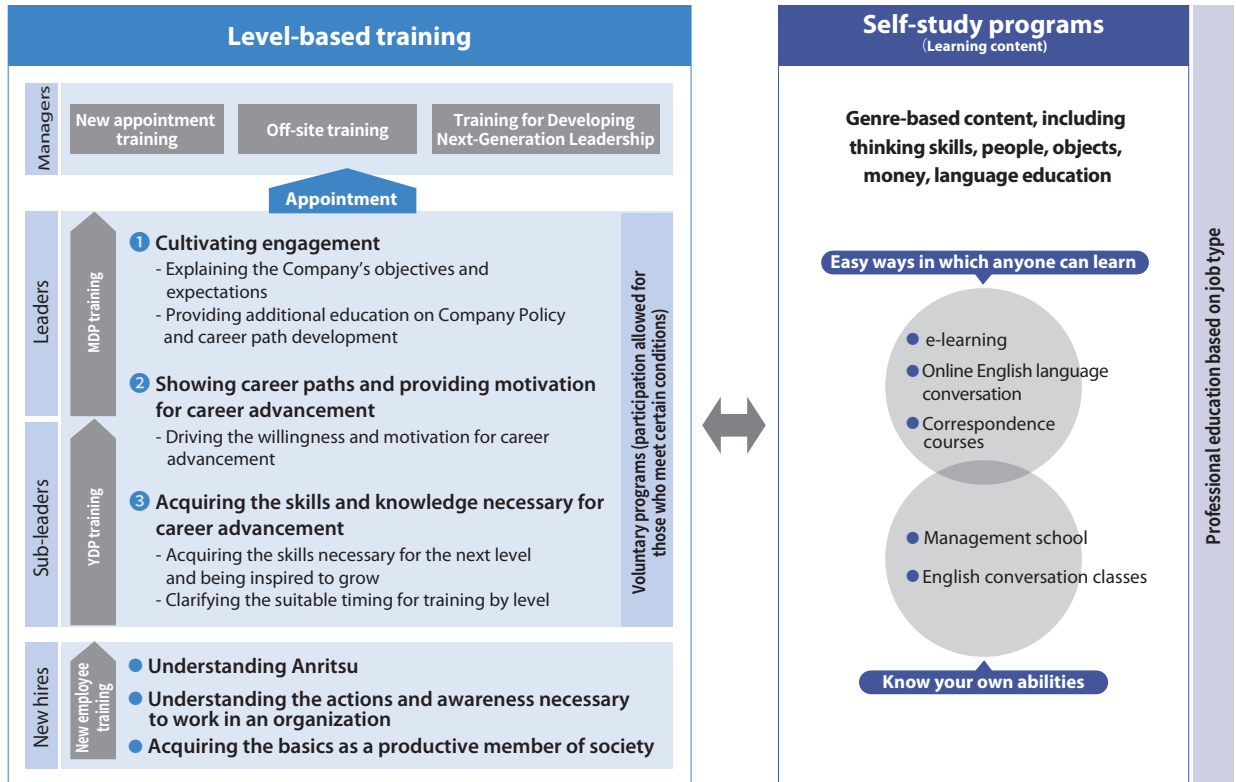 Level-based training
Managers
New appointment
training
Off-site training
Training for Developing
Next-Generation Leadership
Appointment
Leaders
MDP training
❶ Cultivating engagement
- Explaining the Company’s objectives and
expectations
- Providing additional education on Company Policy
and career path development
❷ Showing career paths and providing motivation
for career advancement
- Driving the willingness and motivation for career
advancement
Sub-leaders
YDP training
❸ Acquiring the skills and knowledge necessary for
career advancement
- Acquiring the skills necessary for the next level
and being inspired to grow
- Clarifying the suitable timing for training by level
Voluntary programs (participation allowed for
those who meet certain conditions)
New hires
New employee
training
● Understanding Anritsu
● Understanding the actions and awareness necessary
to work in an organization
● Acquiring the basics as a productive member of society
Self-study programs
(Learning content)
Genre-based content, including
thinking skills, people, objects,
money, language education
Easy ways in which anyone can learn
● e-learning
● Online English language
conversation
● Correspondence
courses
● Management school
● English conversation classes
Know your own abilities
Professional education based on job type